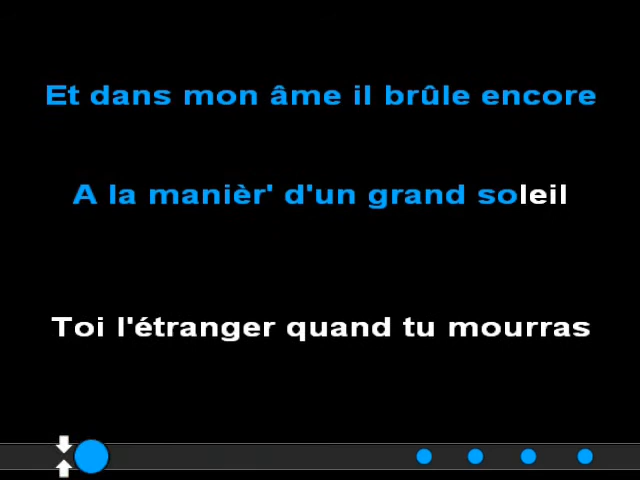 Et dans mon âme il brûle encore
A la manièr' d'un grand soleil
Toi l'étranger quand tu mourras